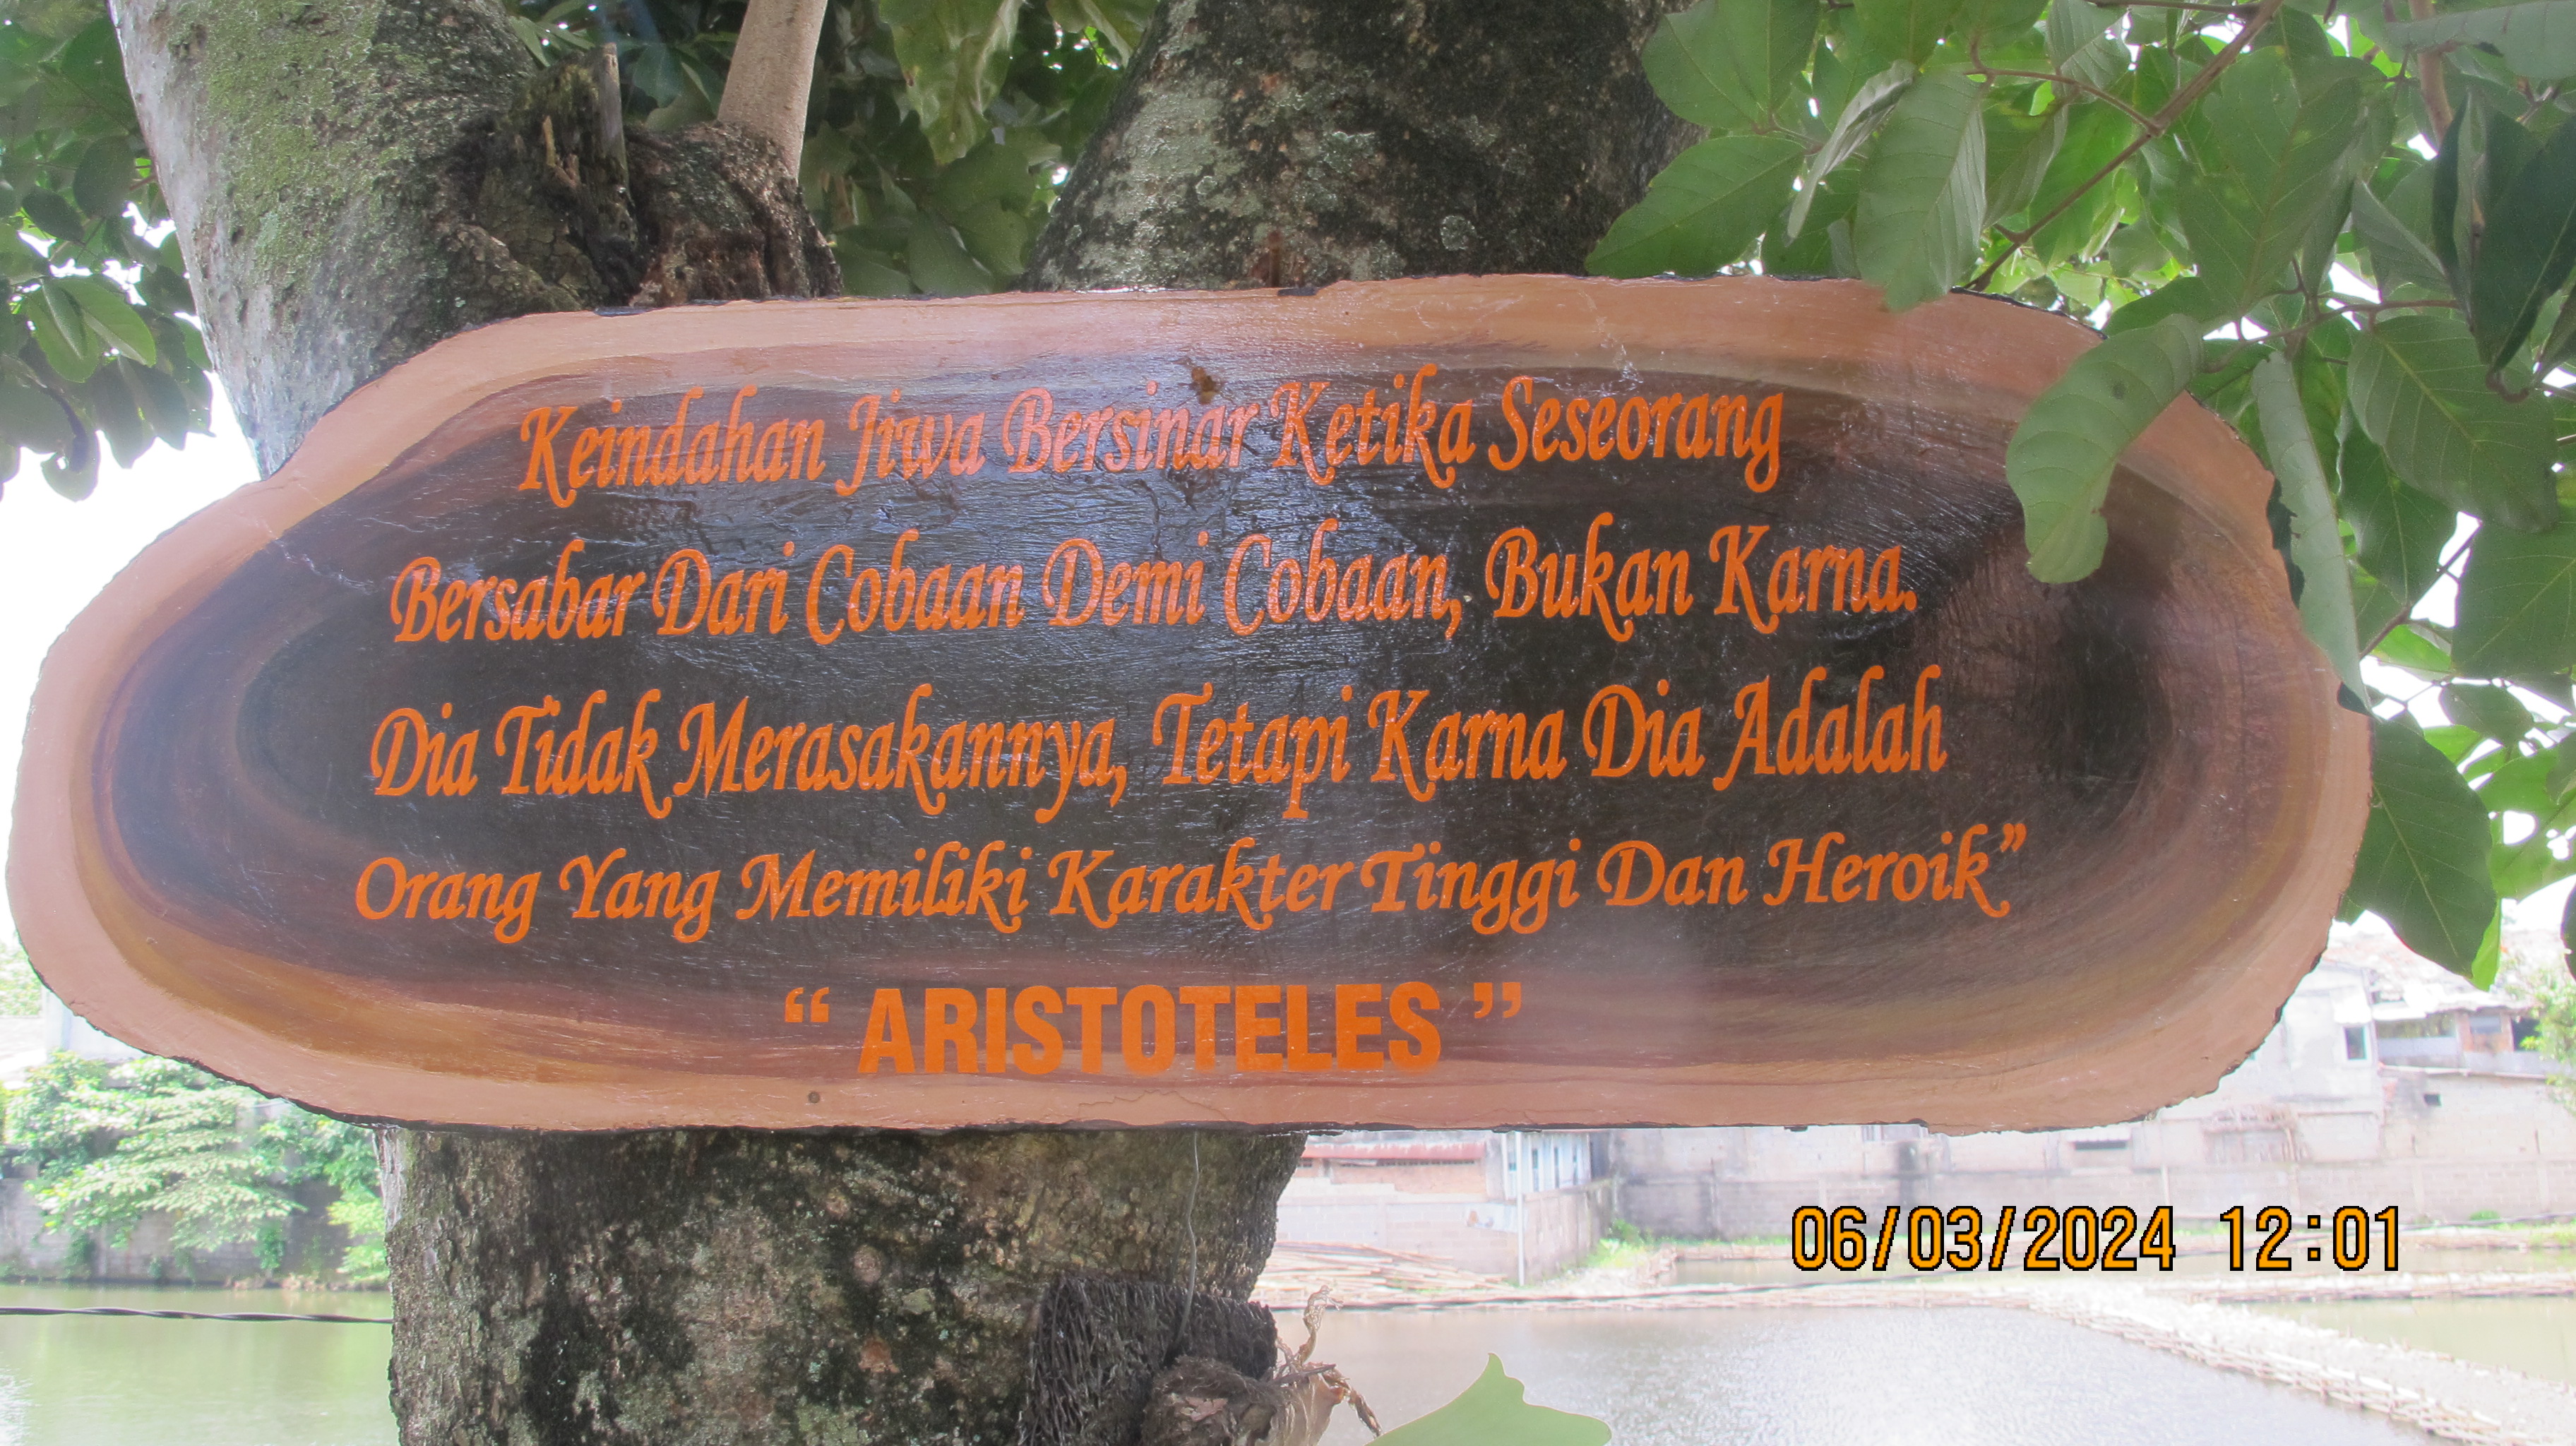 Keindahan Jiwa Bersinar Ketika Seseorang
Bersabar Dari Cobaan Demi Cobaan, Bukan Karna.
Dia Tidak Merasakannya, Tetapi Karna Dia Adalah
Orang Yang Memiliki Karakter Tinggi Dan Heroik”
“ ARISTOTELES ”
06/03/2024 12:01